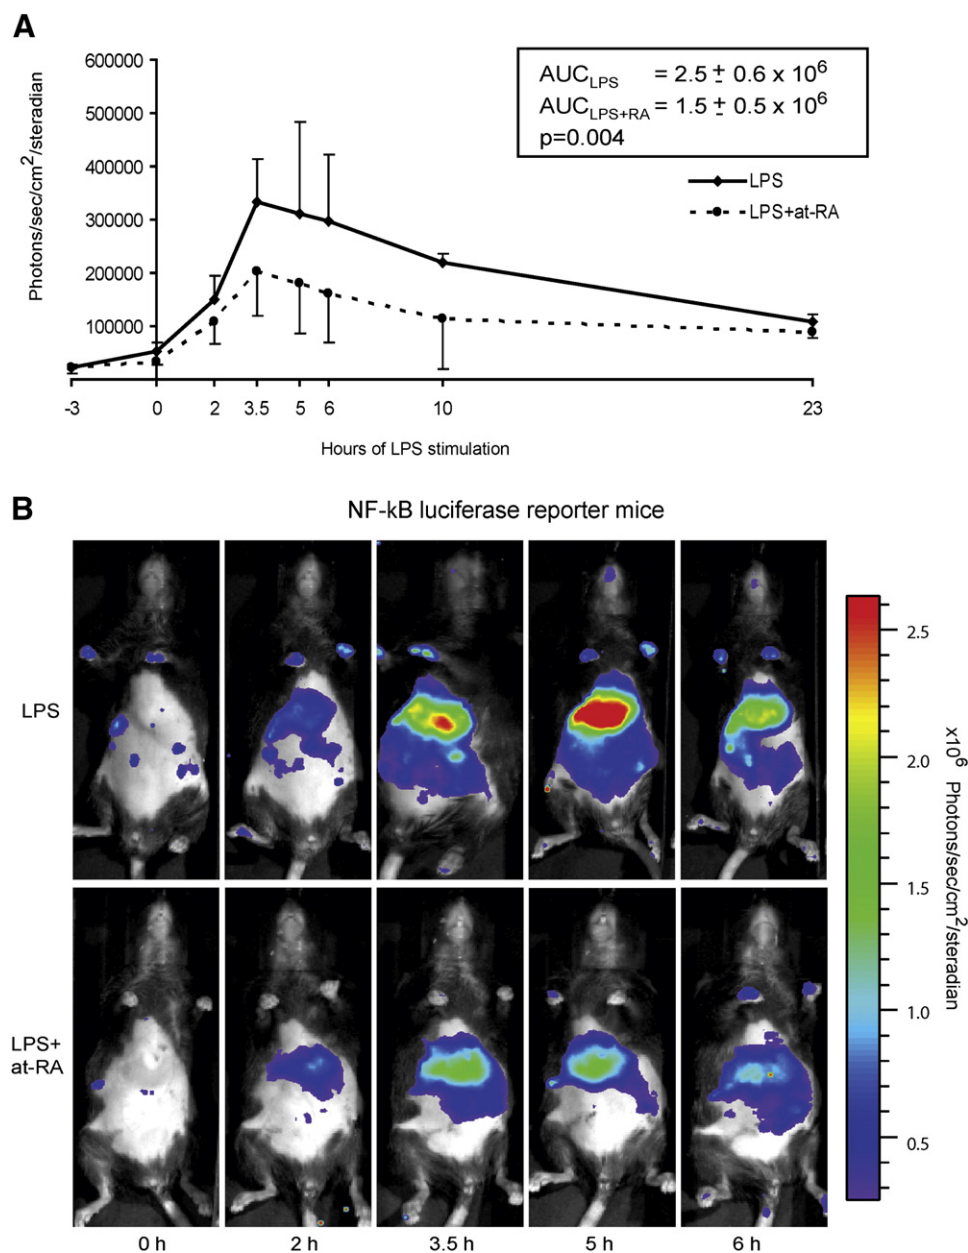 A
600000
500000
400000
300000
200000
100000
Photons/sec/cm²/steradian
-3 0 2 3.5 5 6 10 23
Hours of LPS stimulation
AUC_LPS = 2.5 ± 0.6 x 10⁶
AUC_LPS+RA = 1.5 ± 0.5 x 10⁶
p=0.004
LPS
LPS+at-RA
B
NF-kB luciferase reporter mice
LPS
LPS+
at-RA
0 h 2 h 3.5 h 5 h 6 h
2.5
2.0
1.5
1.0
0.5
x10⁶ Photons/sec/cm²/steradian